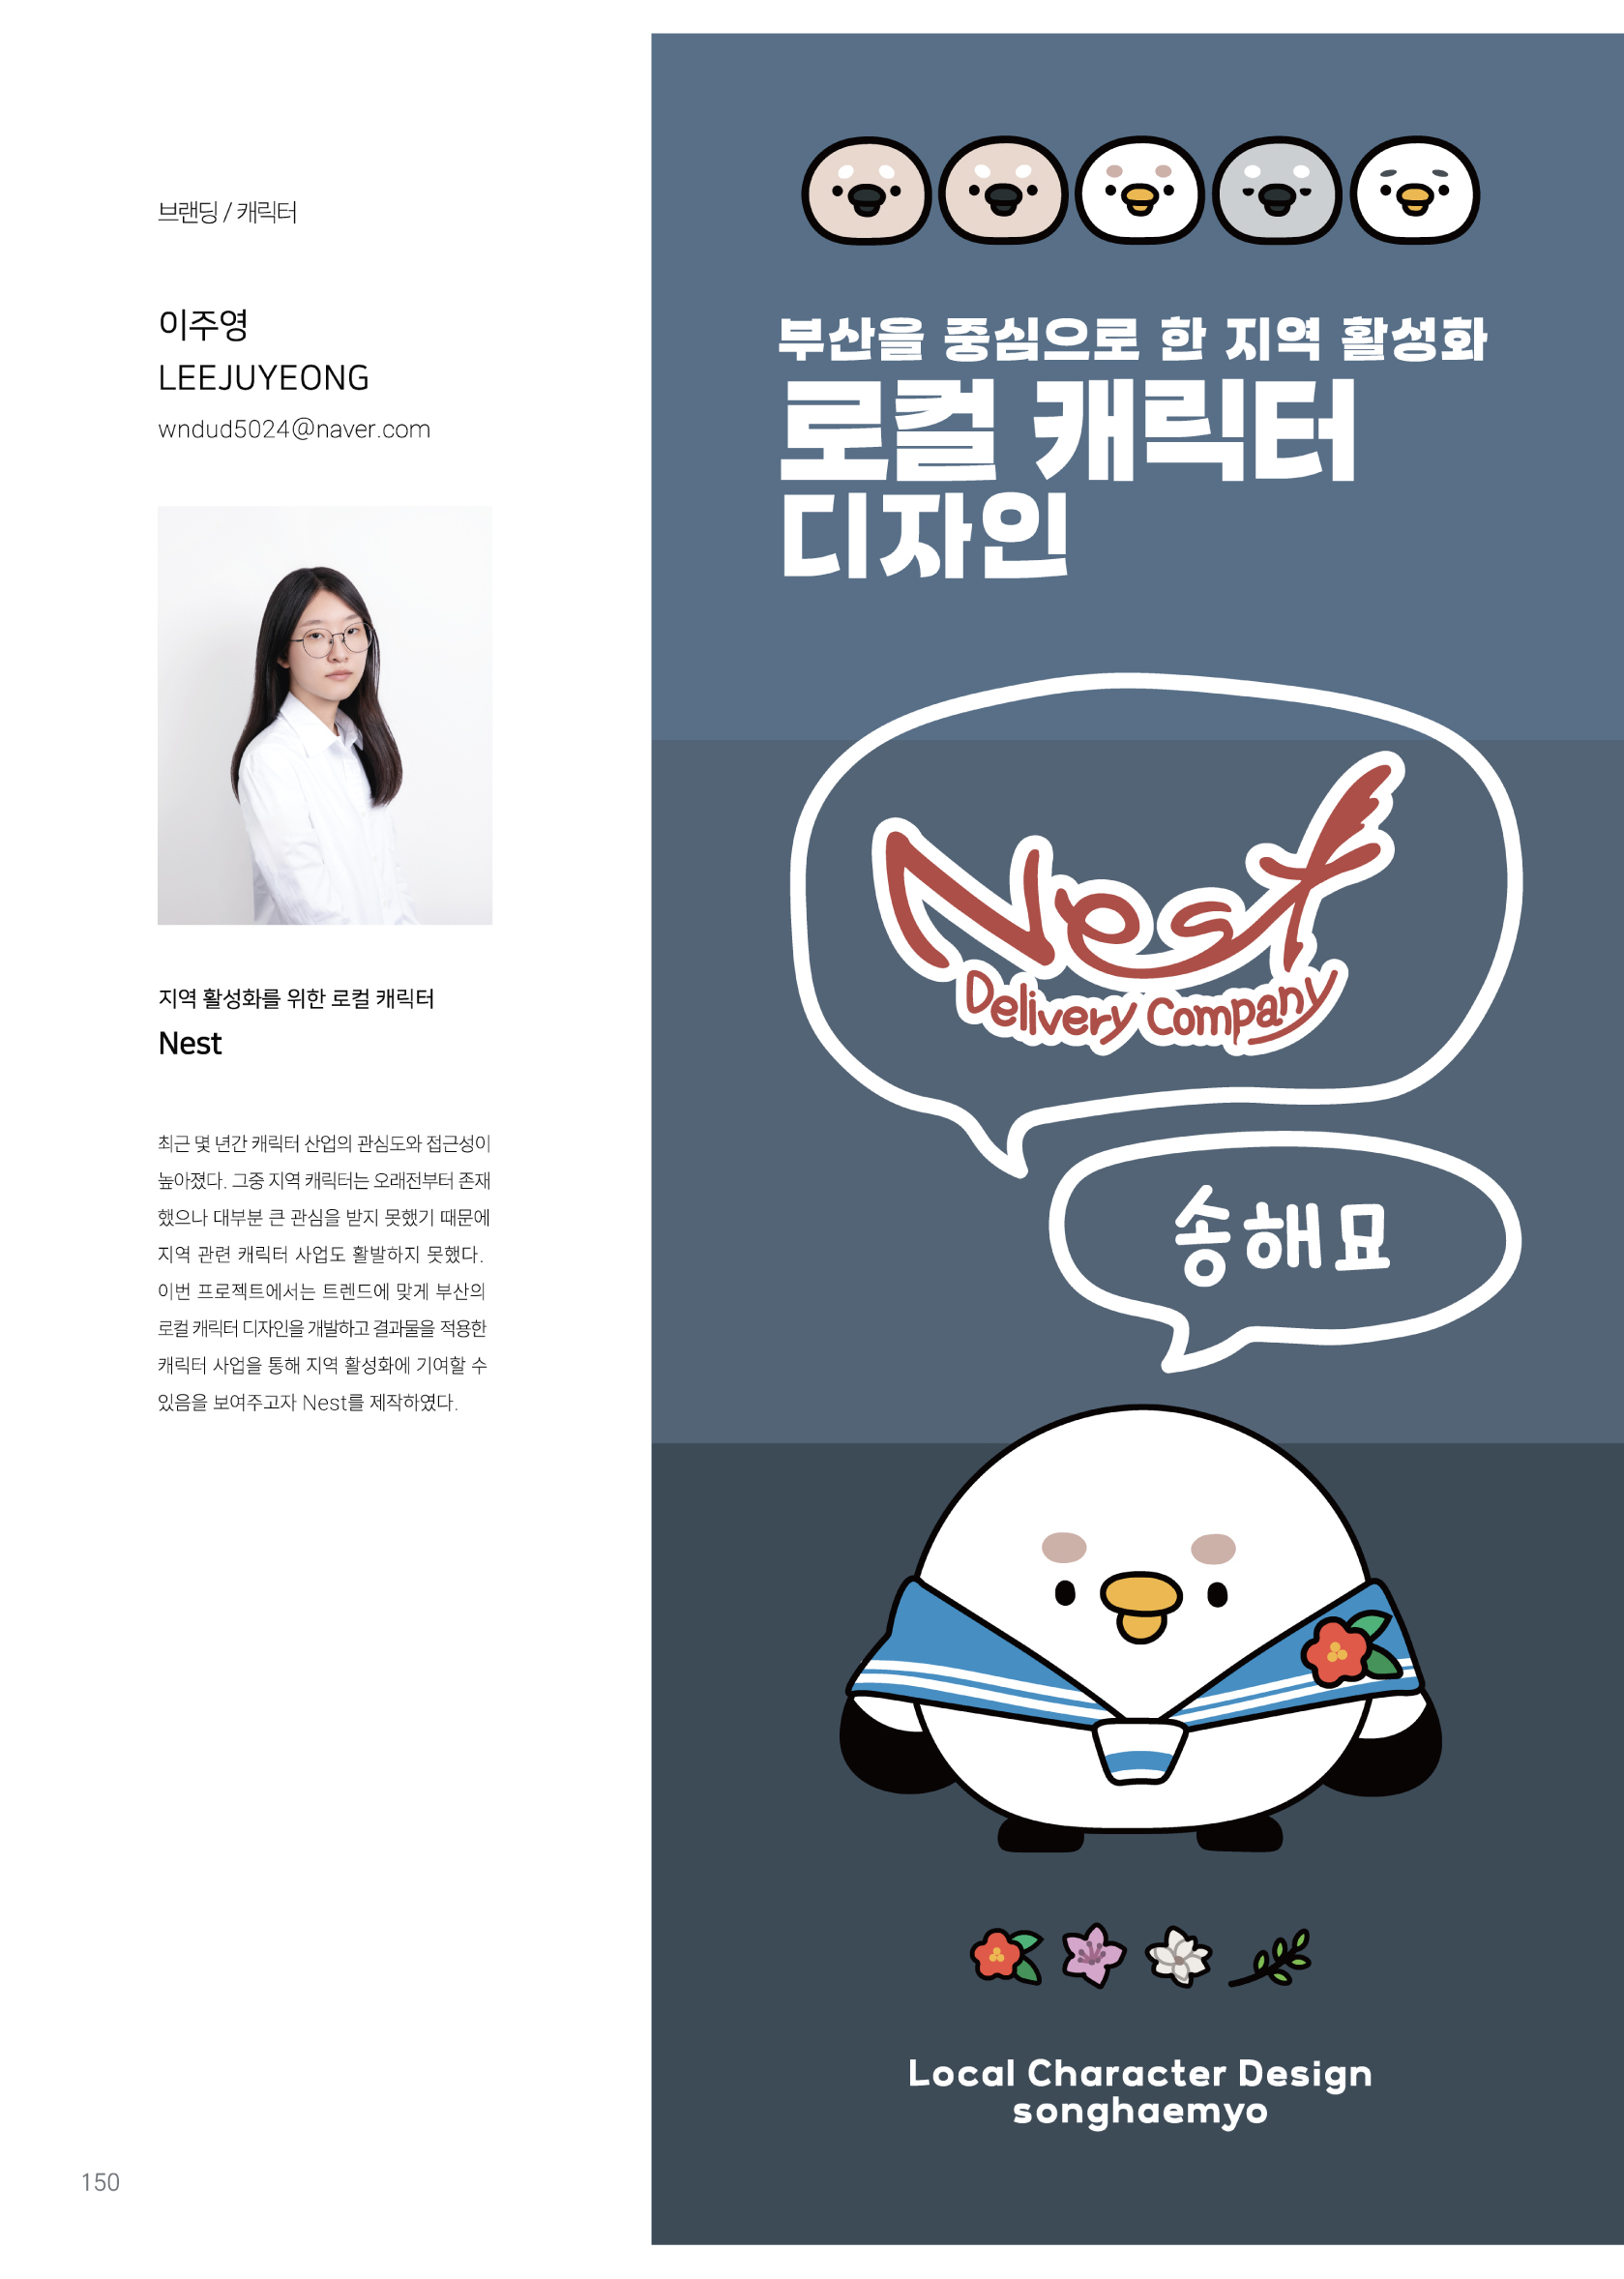 브랜딩 / 캐릭터
이주영
LEEJUYEONG
wndud5024@naver.com
지역 활성화를 위한 로컬 캐릭터
Nest
최근 몇 년간 캐릭터 산업의 관심도와 접근성이
높아졌다. 그중 지역 캐릭터는 오래전부터 존재
했으나 대부분 큰 관심을 받지 못했기 때문에
지역 관련 캐릭터 사업도 활발하지 못했다.
이번 프로젝트에서는 트렌드에 맞게 부산의
로컬 캐릭터 디자인을 개발하고 결과물을 적용한
캐릭터 사업을 통해 지역 활성화에 기여할 수
있음을 보여주고자 Nest를 제작하였다.
150
부산을 중심으로 한 지역 활성화
로컬 캐릭터
디자인
Nest
Delivery Company
송해묘
Local Character Design
songhaemyo